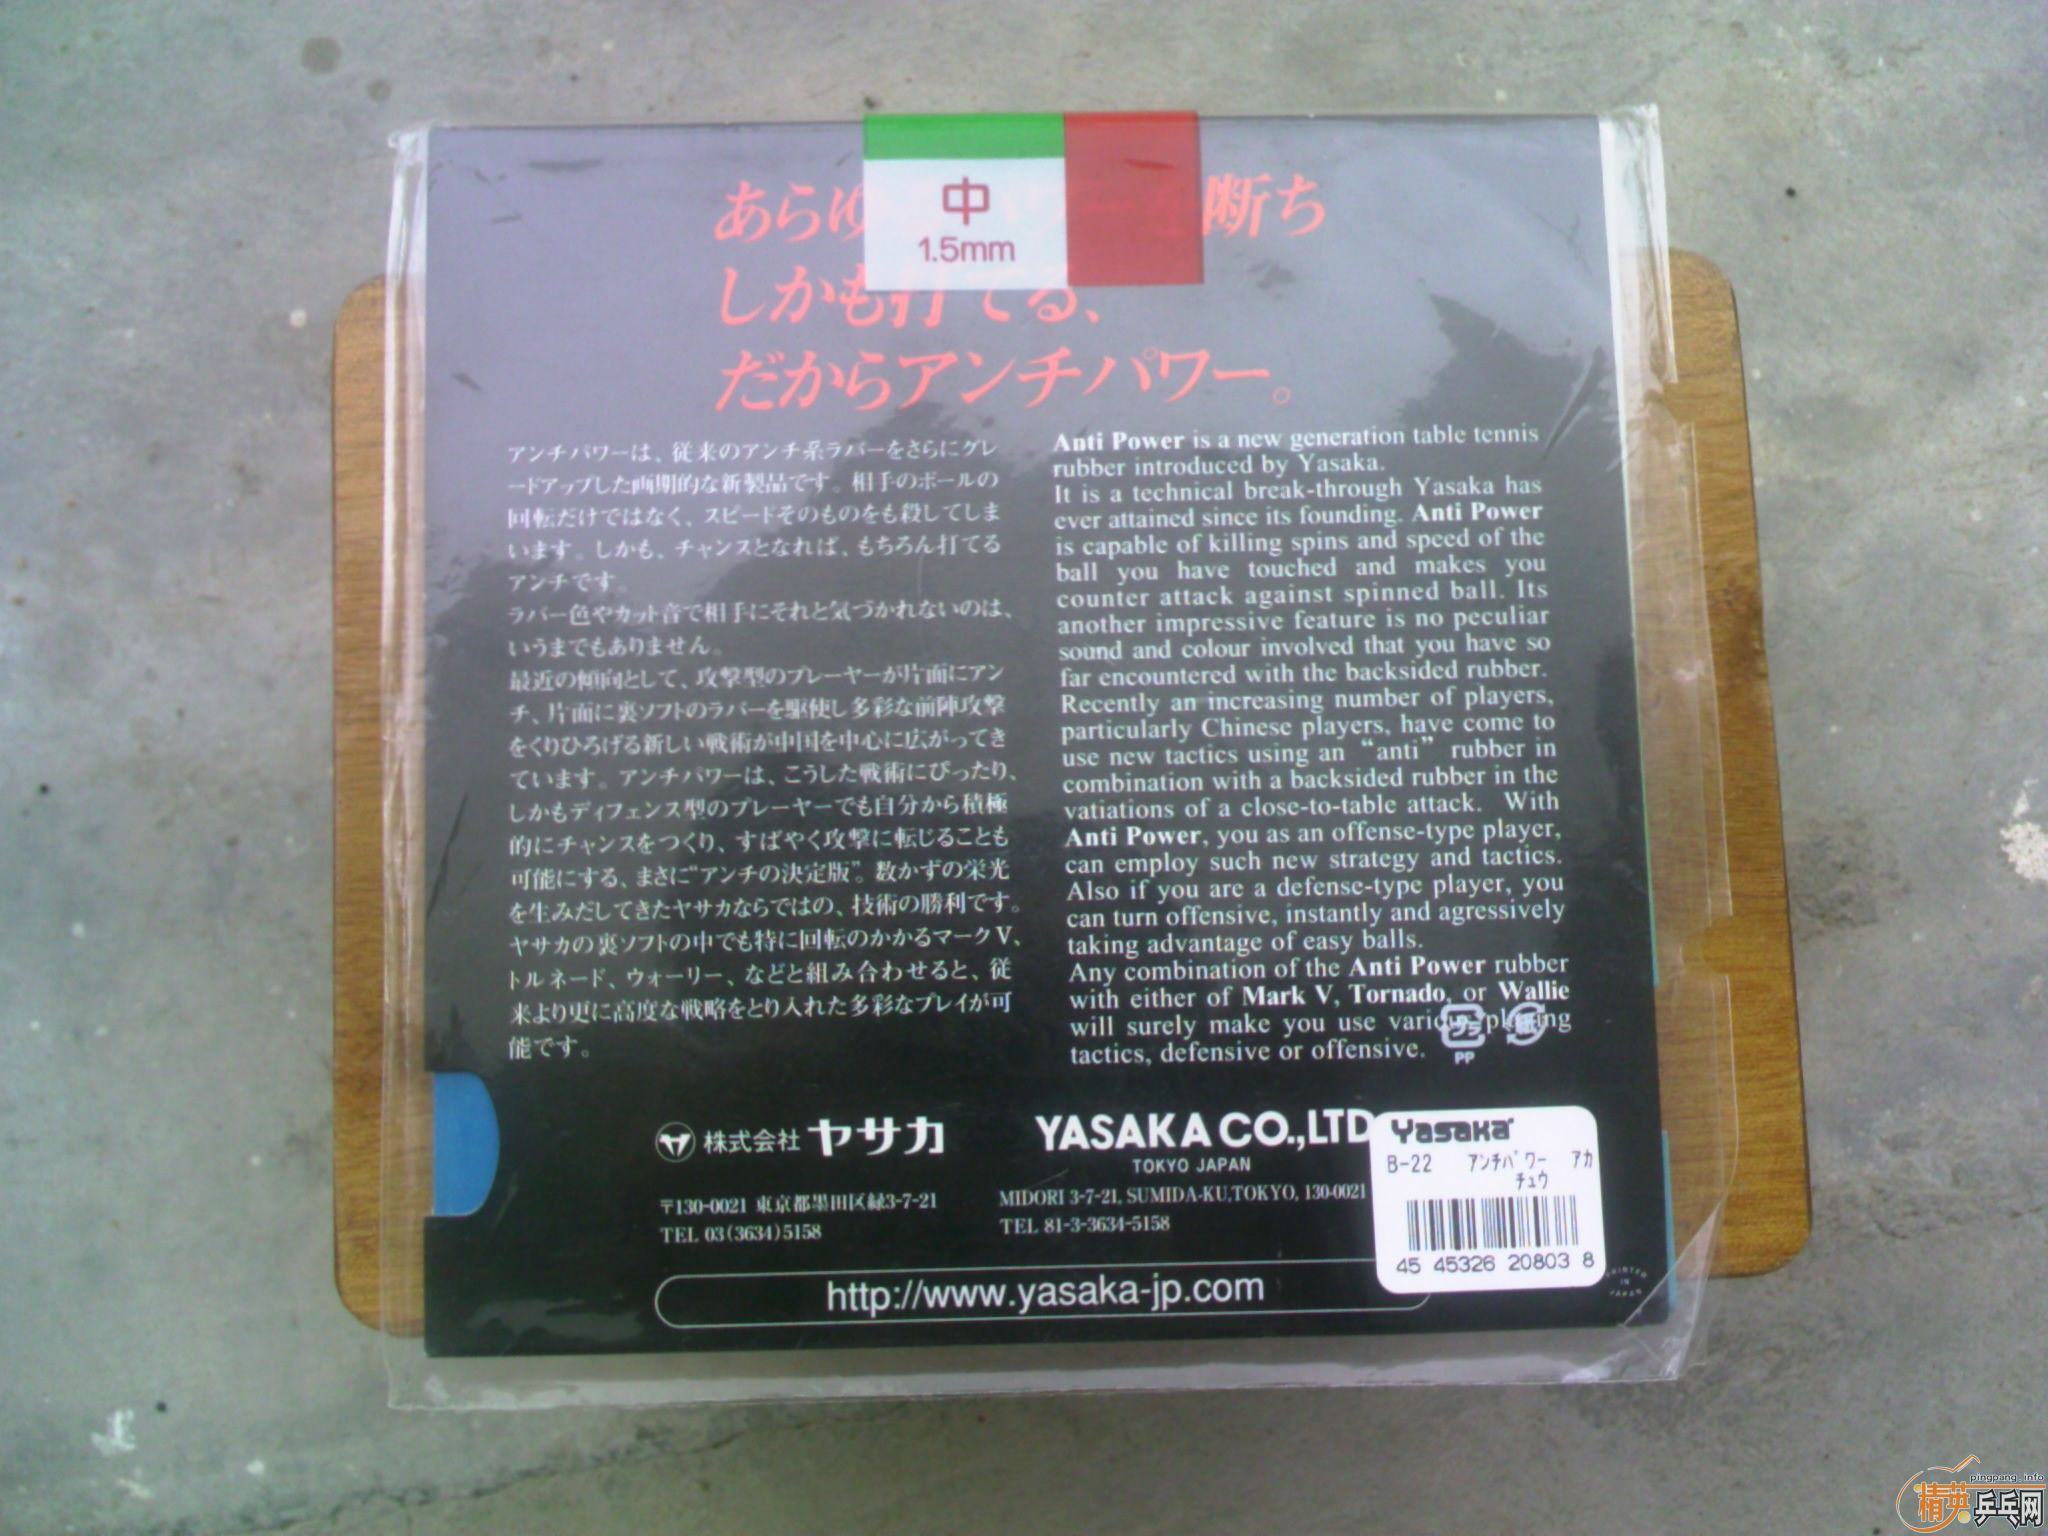 中
1.5mm
あらゆ
断ち
しかも打てる、
だからアンチパワー。
アンチパワーは、従来のアンチ系ラバーをさらにグレ
ードアップした画期的な新製品です。相手のボールの
回転だけではなく、スピードそのものをも殺してしま
います。しかも、チャンスとなれば、もちろん打てる
アンチです。
ラバー色やカット音で相手にそれと気づかれないのは、
いうまでもありません。
最近の傾向として、攻撃型のプレーヤーが片面にアン
チ、片面に裏ソフトのラバーを駆使し多彩な前陣攻撃
をくりひろげる新しい戦術が中国を中心に広がってき
ています。アンチパワーは、こうした戦術にぴったり、
しかもディフェンス型のプレーヤーでも自分から積極
的にチャンスをつくり、すばやく攻撃に転じることも
可能にする、まさに“アンチの決定版”。数かずの栄光
を生みだしてきたヤサカならではの、技術の勝利です。
ヤサカの裏ソフトの中でも特に回転のかかるマークV、
トルネード、ウォーリー、などと組み合わせると、従
来より更に高度な戦略をとり入れた多彩なプレイが可
能です。
Anti Power is a new generation table tennis
rubber introduced by Yasaka.
It is a technical break-through Yasaka has
ever attained since its founding. Anti Power
is capable of killing spins and speed of the
ball you have touched and makes you
counter attack against spinned ball. Its
another impressive feature is no peculiar
sound and colour involved that you have so
far encountered with the backsided rubber.
Recently an increasing number of players,
particularly Chinese players, have come to
use new tactics using an “anti” rubber in
combination with a backsided rubber in the
vatiations of a close-to-table attack. With
Anti Power, you as an offense-type player,
can employ such new strategy and tactics.
Also if you are a defense-type player, you
can turn offensive, instantly and agressively
taking advantage of easy balls.
Any combination of the Anti Power rubber
with either of Mark V, Tornado, or Wallie
will surely make you use various playing
tactics, defensive or offensive.
プラ 紙
PP
株式会社 ヤサカ
〒130-0021 東京都墨田区緑3-7-21
TEL 03(3634)5158
YASAKA CO.,LTD
TOKYO JAPAN
MIDORI 3-7-21, SUMIDA-KU,TOKYO, 130-0021
TEL 81-3-3634-5158
http://www.yasaka-jp.com
Yasaka
B-22 アンチパワー アカ
チュウ
45 45326 20803 8
PRINTED
IN
JAPAN
pingpang.info
精英乒乓网